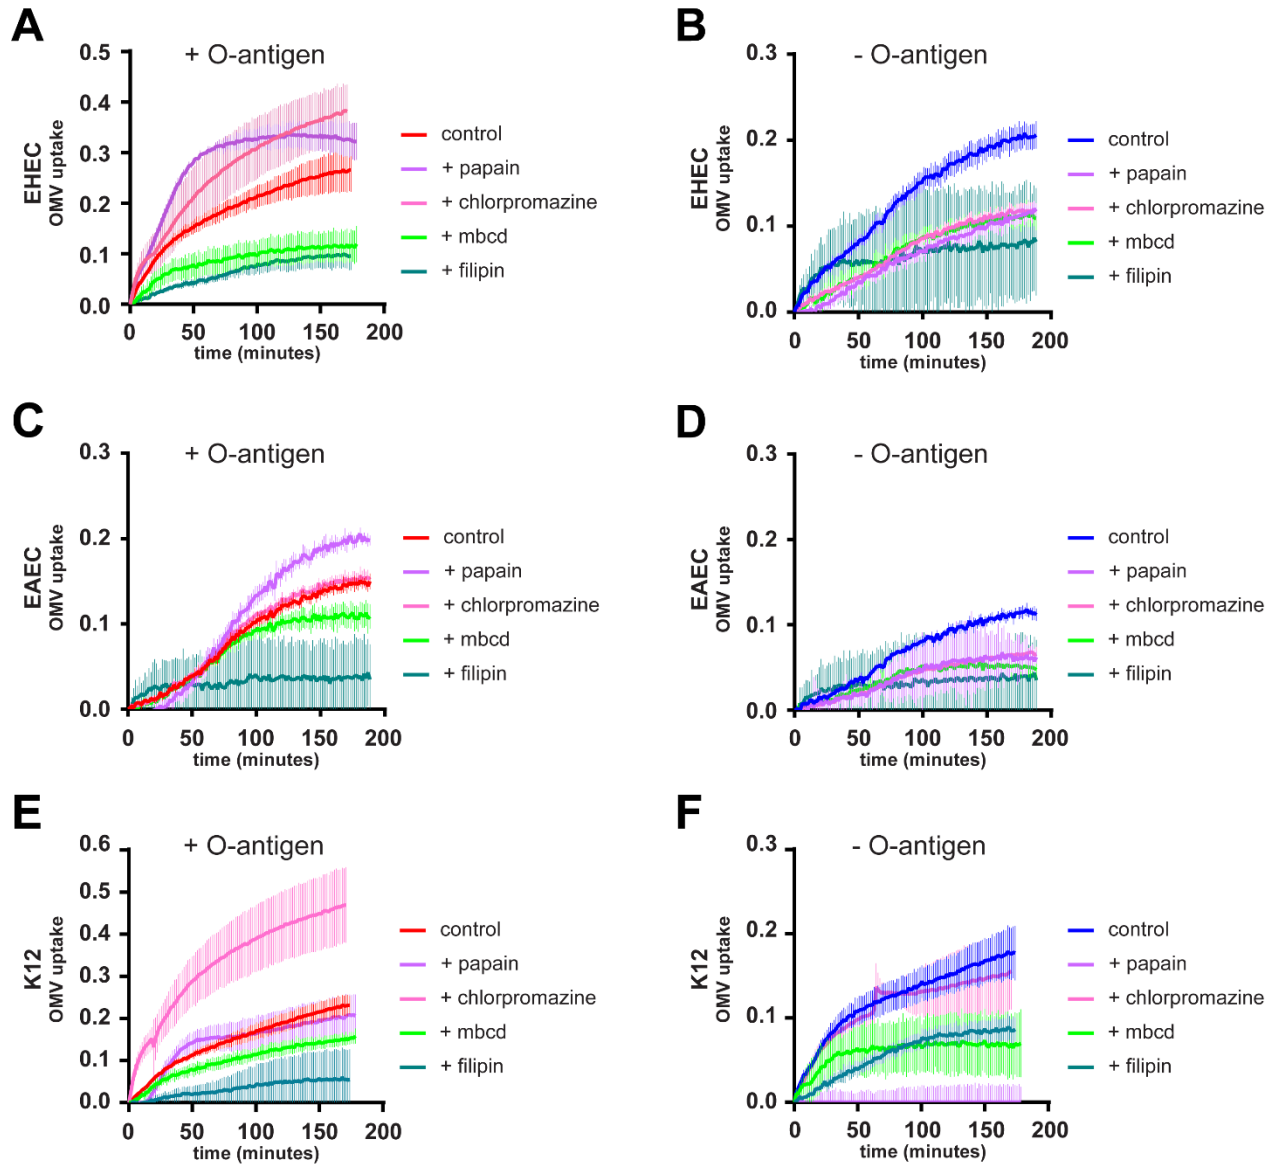 A
+ O-antigen
0.5
0.4
0.3
0.2
0.1
0.0
EHEC
OMV uptake
0 50 100 150 200
time (minutes)
control
+ papain
+ chlorpromazine
+ mbcd
+ filipin
B
- O-antigen
0.3
0.2
0.1
0.0
EHEC
OMV uptake
0 50 100 150 200
time (minutes)
control
+ papain
+ chlorpromazine
+ mbcd
+ filipin
C
+ O-antigen
0.3
0.2
0.1
0.0
EAEC
OMV uptake
0 50 100 150 200
time (minutes)
control
+ papain
+ chlorpromazine
+ mbcd
+ filipin
D
- O-antigen
0.3
0.2
0.1
0.0
EAEC
OMV uptake
0 50 100 150 200
time (minutes)
control
+ papain
+ chlorpromazine
+ mbcd
+ filipin
E
+ O-antigen
0.6
0.5
0.4
0.3
0.2
0.1
0.0
K12
OMV uptake
0 50 100 150 200
time (minutes)
control
+ papain
+ chlorpromazine
+ mbcd
+ filipin
F
- O-antigen
0.3
0.2
0.1
0.0
K12
OMV uptake
0 50 100 150 200
time (minutes)
control
+ papain
+ chlorpromazine
+ mbcd
+ filipin